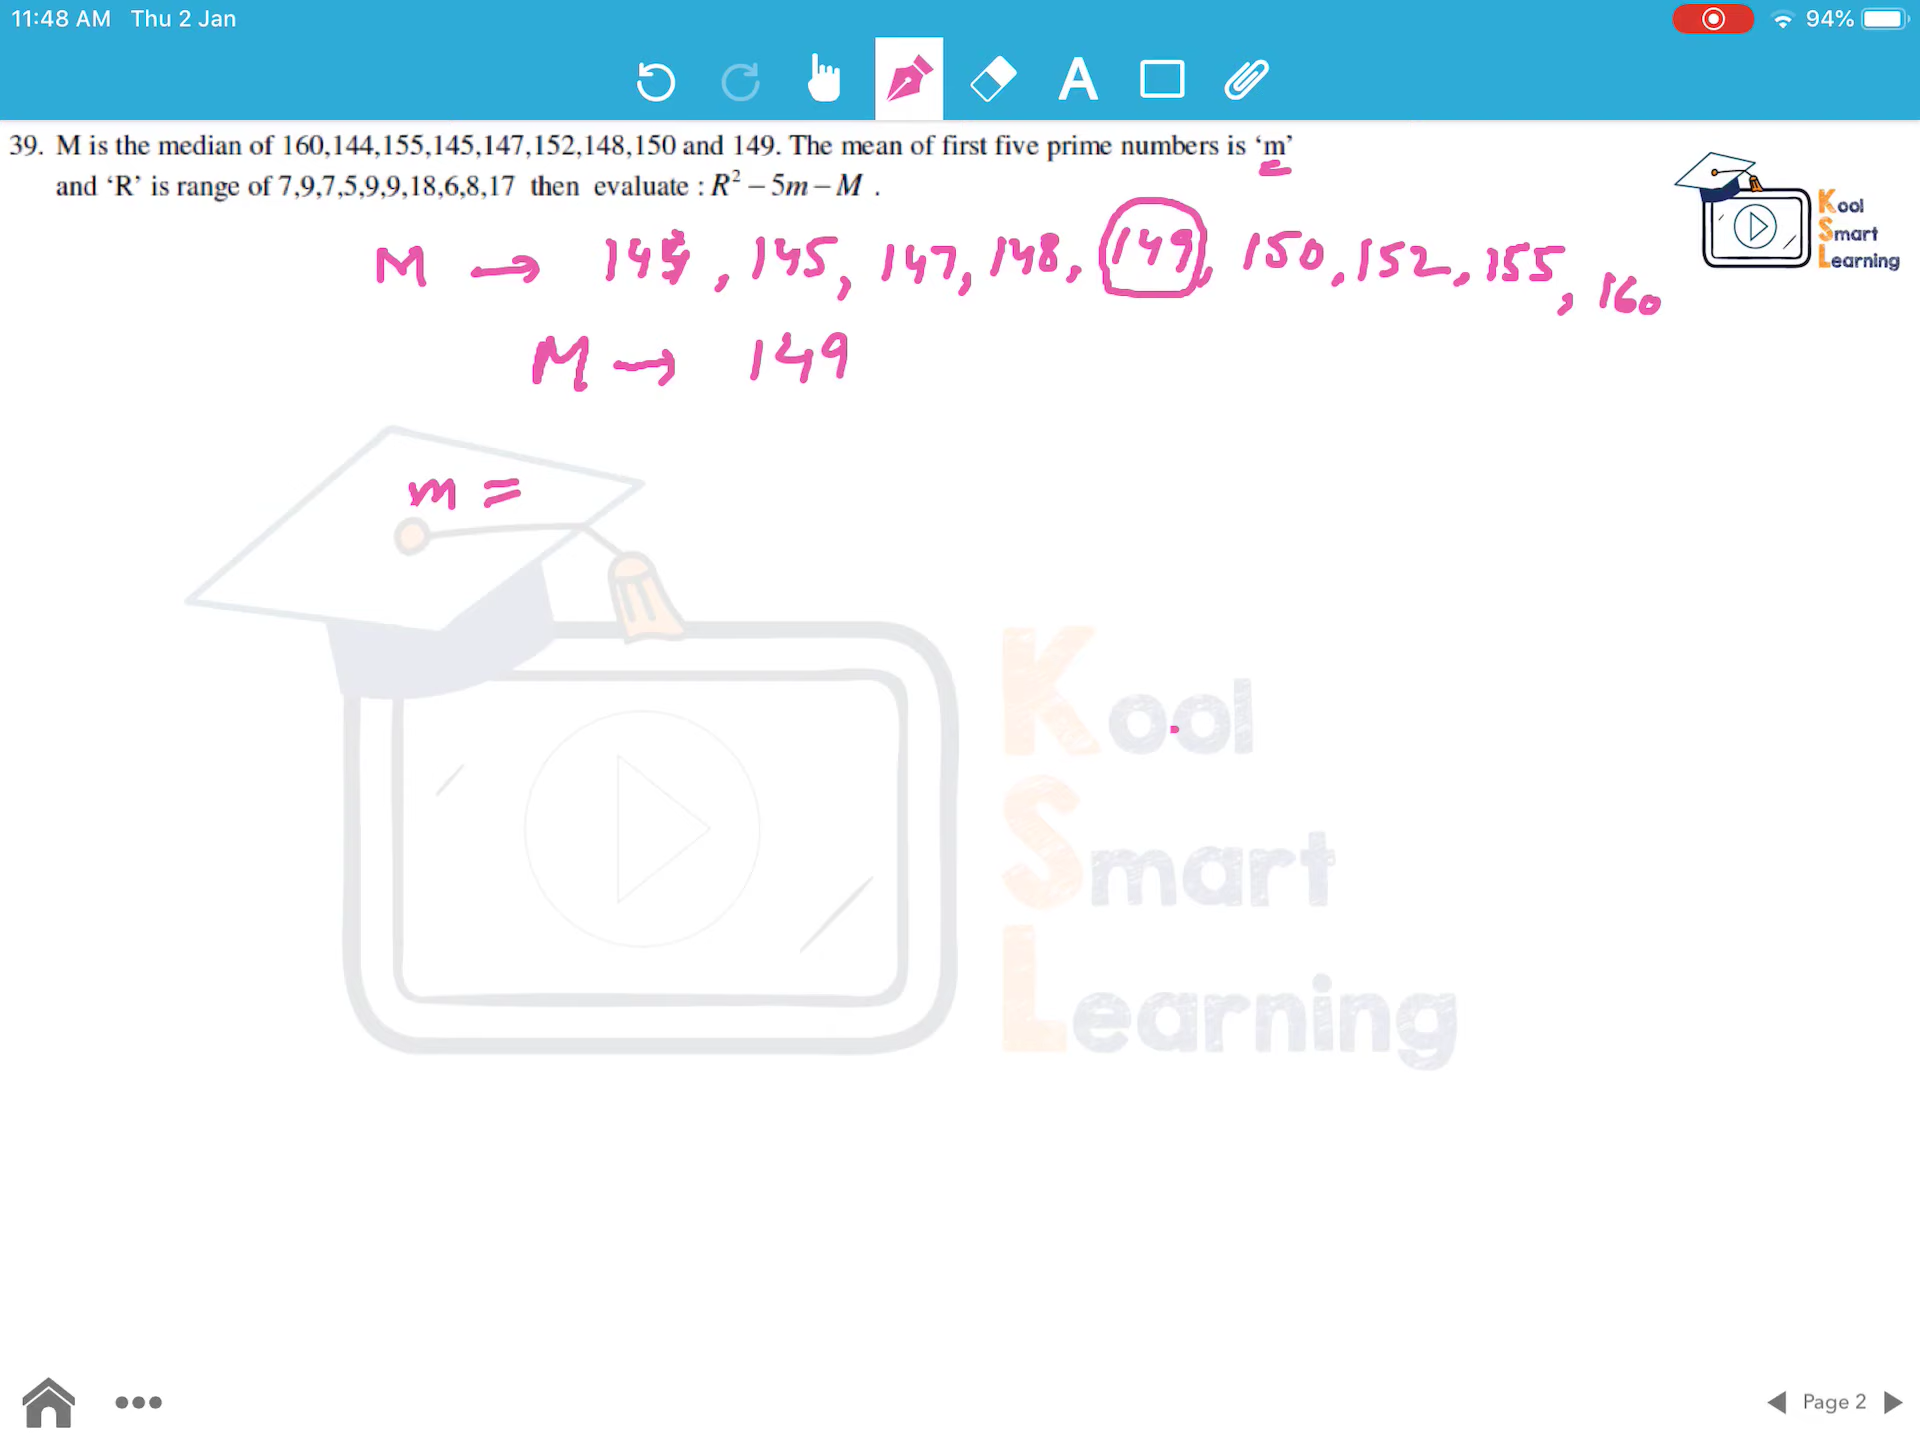 11:48 AM Thu 2 Jan 94%
A
39. M is the median of 160,144,155,145,147,152,148,150 and 149. The mean of first five prime numbers is ‘m’
and ‘R’ is range of 7,9,7,5,9,9,18,6,8,17 then evaluate : R² – 5m – M .
Kool
Smart
Learning
M → 144, 145, 147, 148, 149, 150, 152, 155, 160
M → 149
m =
Kool
Smart
Learning
Page 2